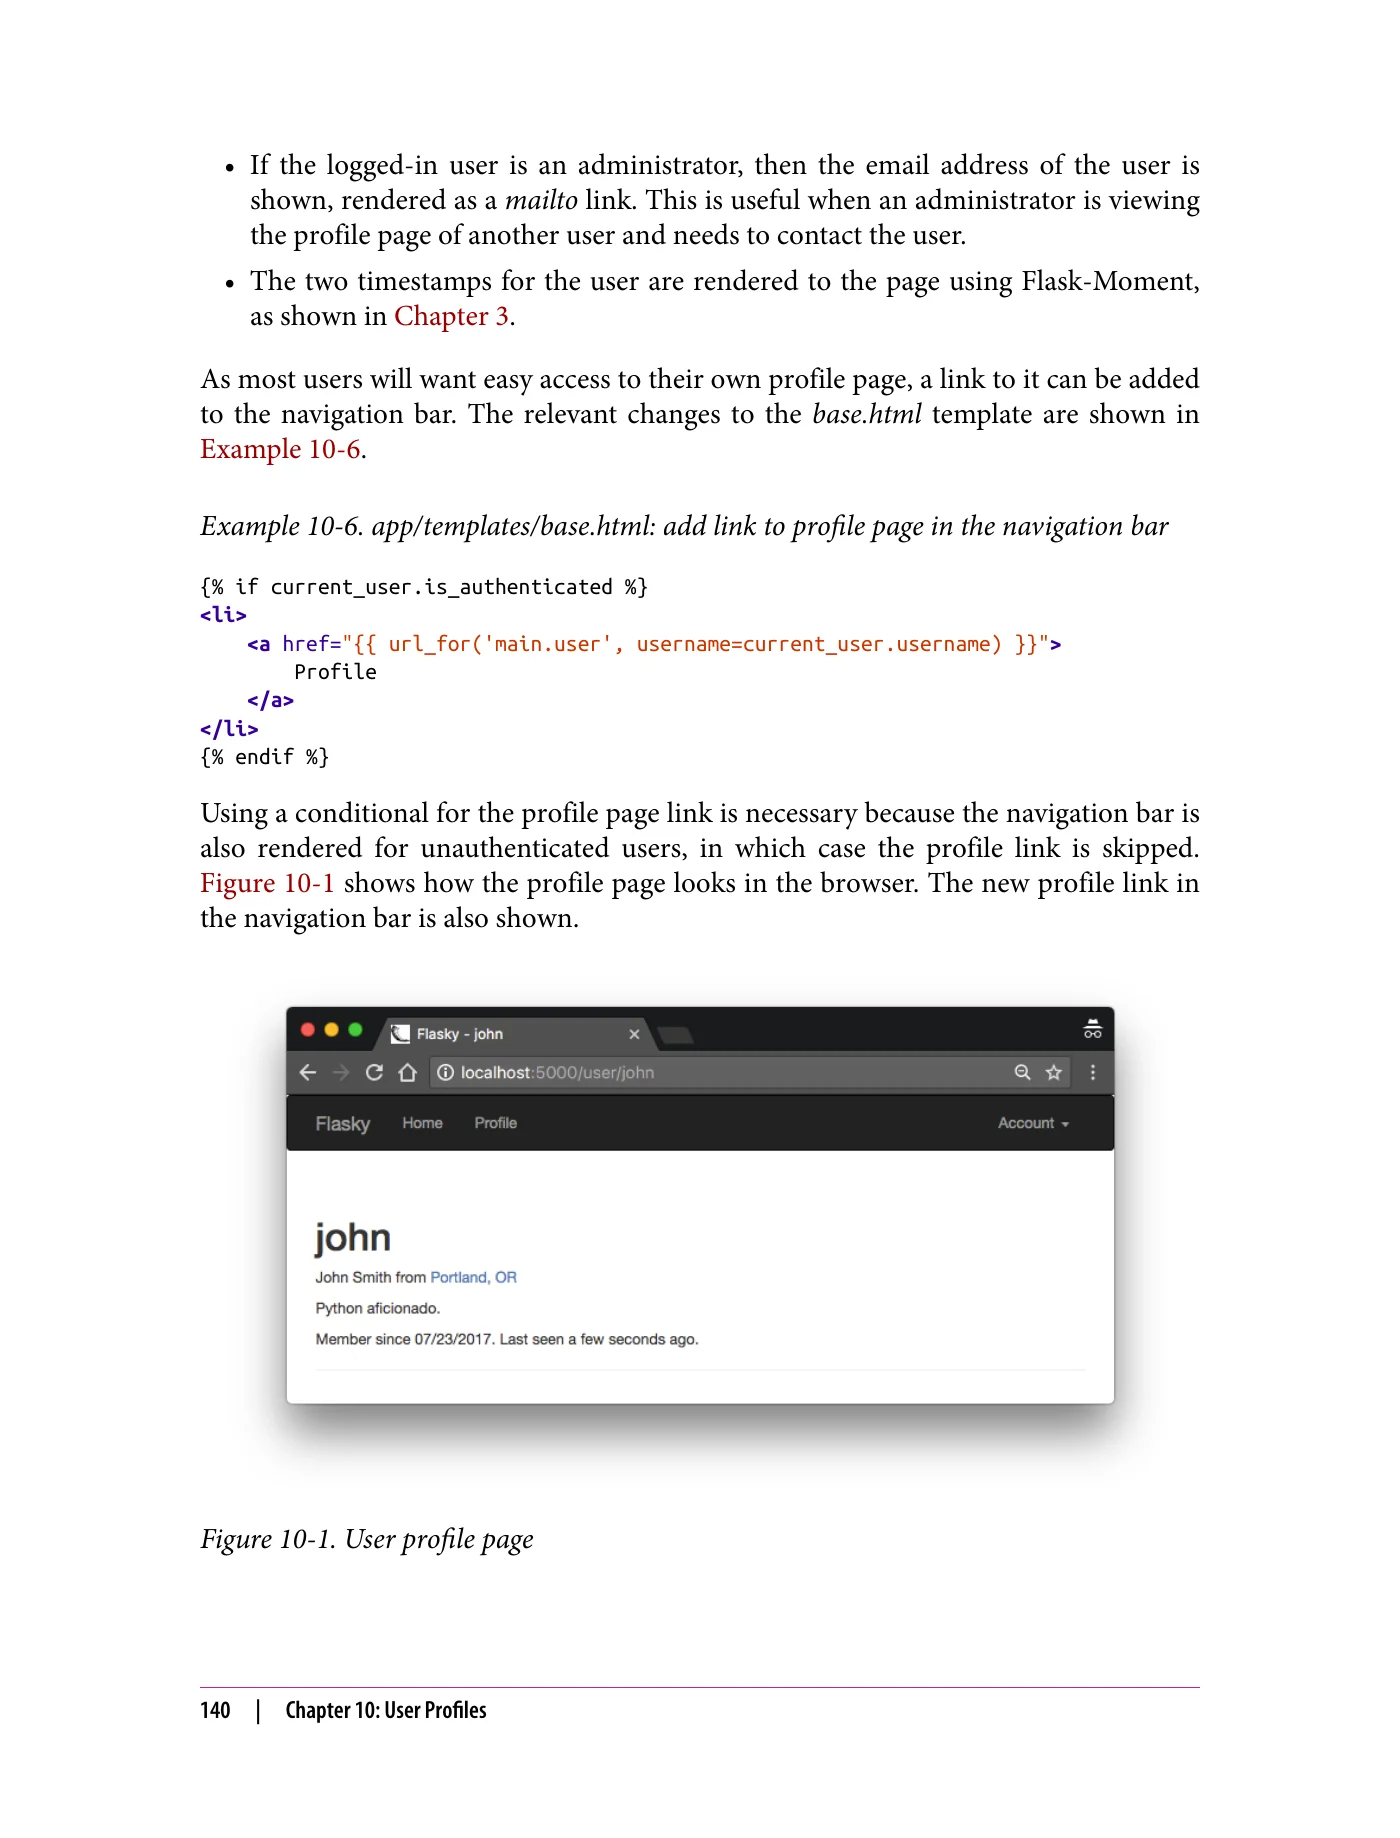 • If the logged-in user is an administrator, then the email address of the user is
shown, rendered as a mailto link. This is useful when an administrator is viewing
the profile page of another user and needs to contact the user.
• The two timestamps for the user are rendered to the page using Flask-Moment,
as shown in Chapter 3.
As most users will want easy access to their own profile page, a link to it can be added
to the navigation bar. The relevant changes to the base.html template are shown in
Example 10-6.
Example 10-6. app/templates/base.html: add link to profile page in the navigation bar
{% if current_user.is_authenticated %}
<li>
    <a href="{{ url_for('main.user', username=current_user.username) }}">
        Profile
    </a>
</li>
{% endif %}
Using a conditional for the profile page link is necessary because the navigation bar is
also rendered for unauthenticated users, in which case the profile link is skipped.
Figure 10-1 shows how the profile page looks in the browser. The new profile link in
the navigation bar is also shown.
Flasky - john
localhost:5000/user/john
Flasky Home Profile Account
john
John Smith from Portland, OR
Python aficionado.
Member since 07/23/2017. Last seen a few seconds ago.
Figure 10-1. User profile page
140 | Chapter 10: User Profiles